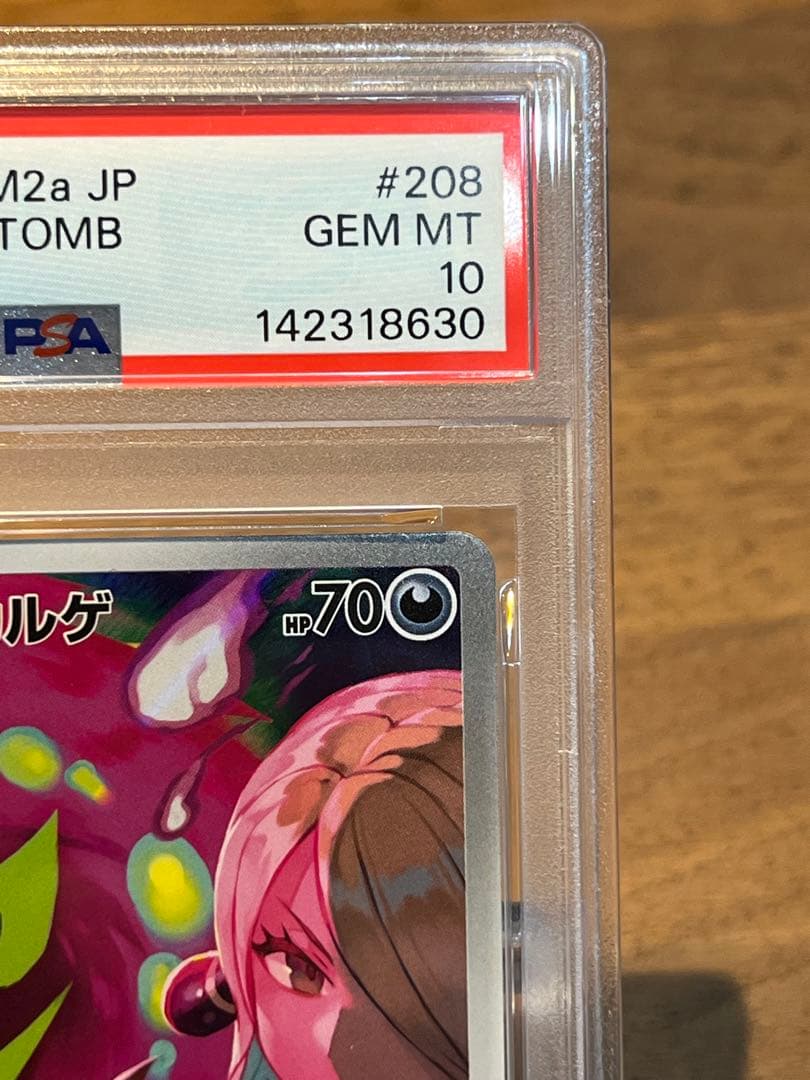 M2a JP #208
TOMB GEM MT
10
PSA 142318630
ルゲ HP70